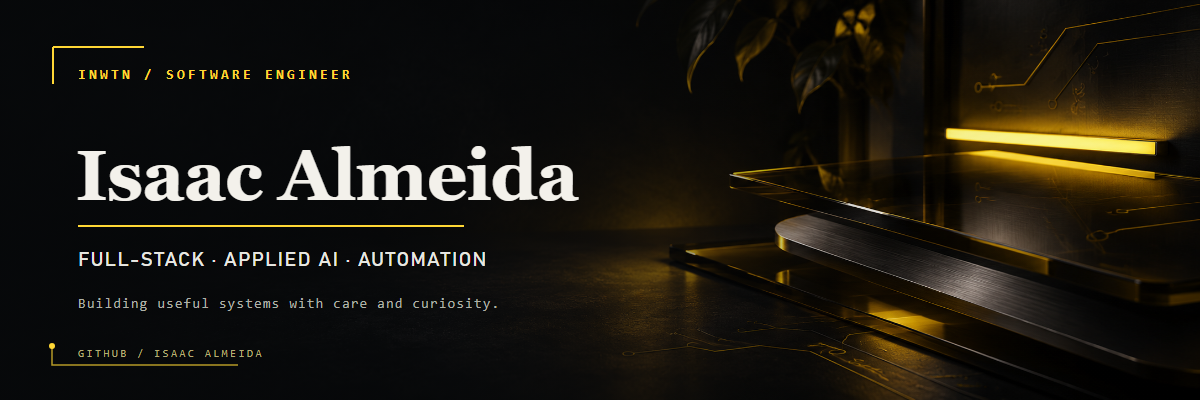 INWTN / SOFTWARE ENGINEER
Isaac Almeida
FULL-STACK · APPLIED AI · AUTOMATION
Building useful systems with care and curiosity.
GITHUB / ISAAC ALMEIDA